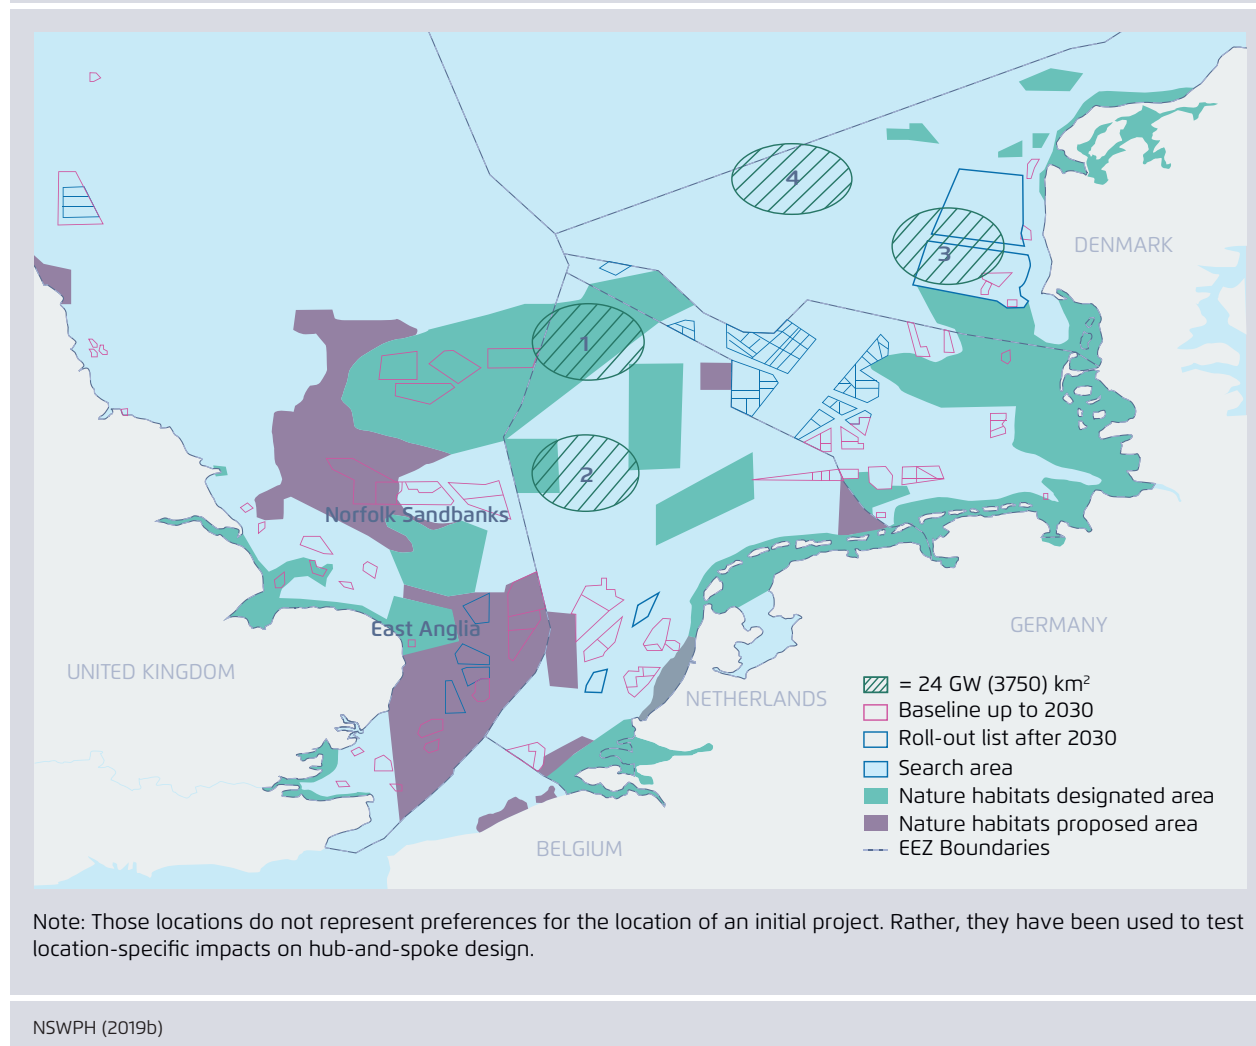 4
3
DENMARK
1
2
Norfolk Sandbanks
East Anglia
GERMANY
UNITED KINGDOM
NETHERLANDS
BELGIUM
= 24 GW (3750) km²
Baseline up to 2030
Roll-out list after 2030
Search area
Nature habitats designated area
Nature habitats proposed area
EEZ Boundaries
Note: Those locations do not represent preferences for the location of an initial project. Rather, they have been used to test
location-specific impacts on hub-and-spoke design.
NSWPH (2019b)